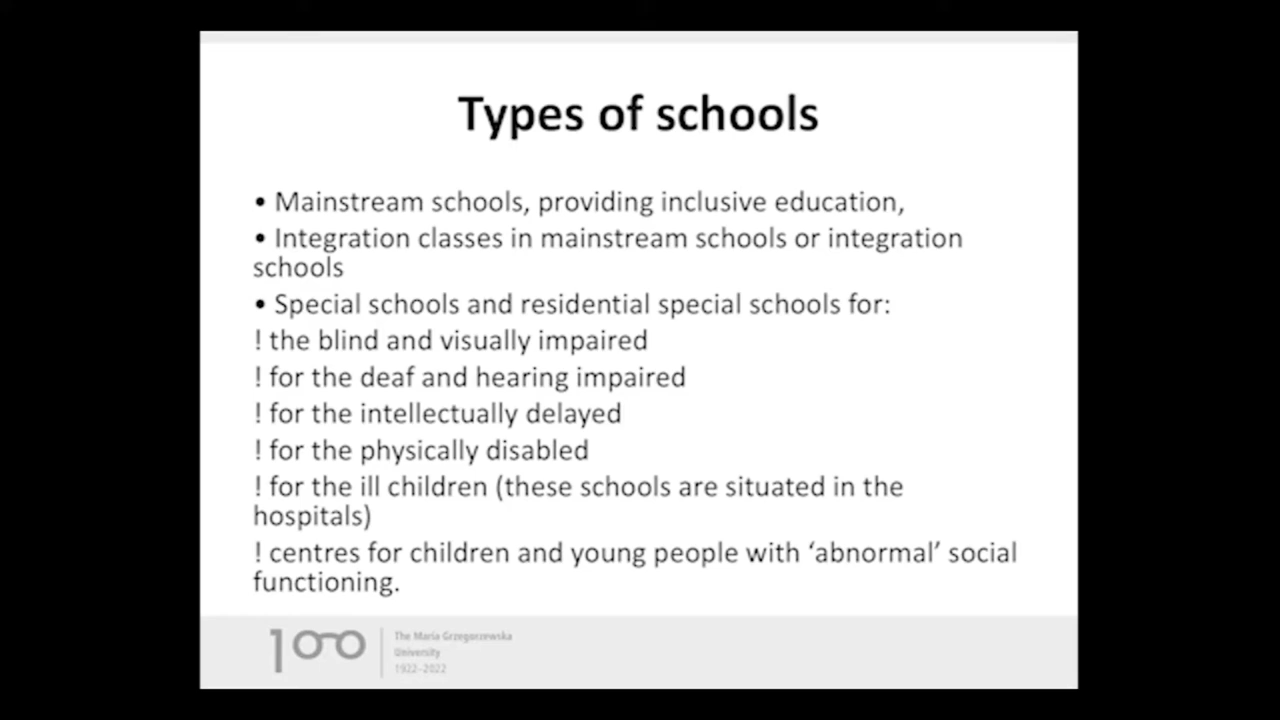 Types of schools
• Mainstream schools, providing inclusive education,
• Integration classes in mainstream schools or integration
schools
• Special schools and residential special schools for:
! the blind and visually impaired
! for the deaf and hearing impaired
! for the intellectually delayed
! for the physically disabled
! for the ill children (these schools are situated in the
hospitals)
! centres for children and young people with ‘abnormal’ social
functioning.
100
The Maria Grzegorzewska
University
1922–2022